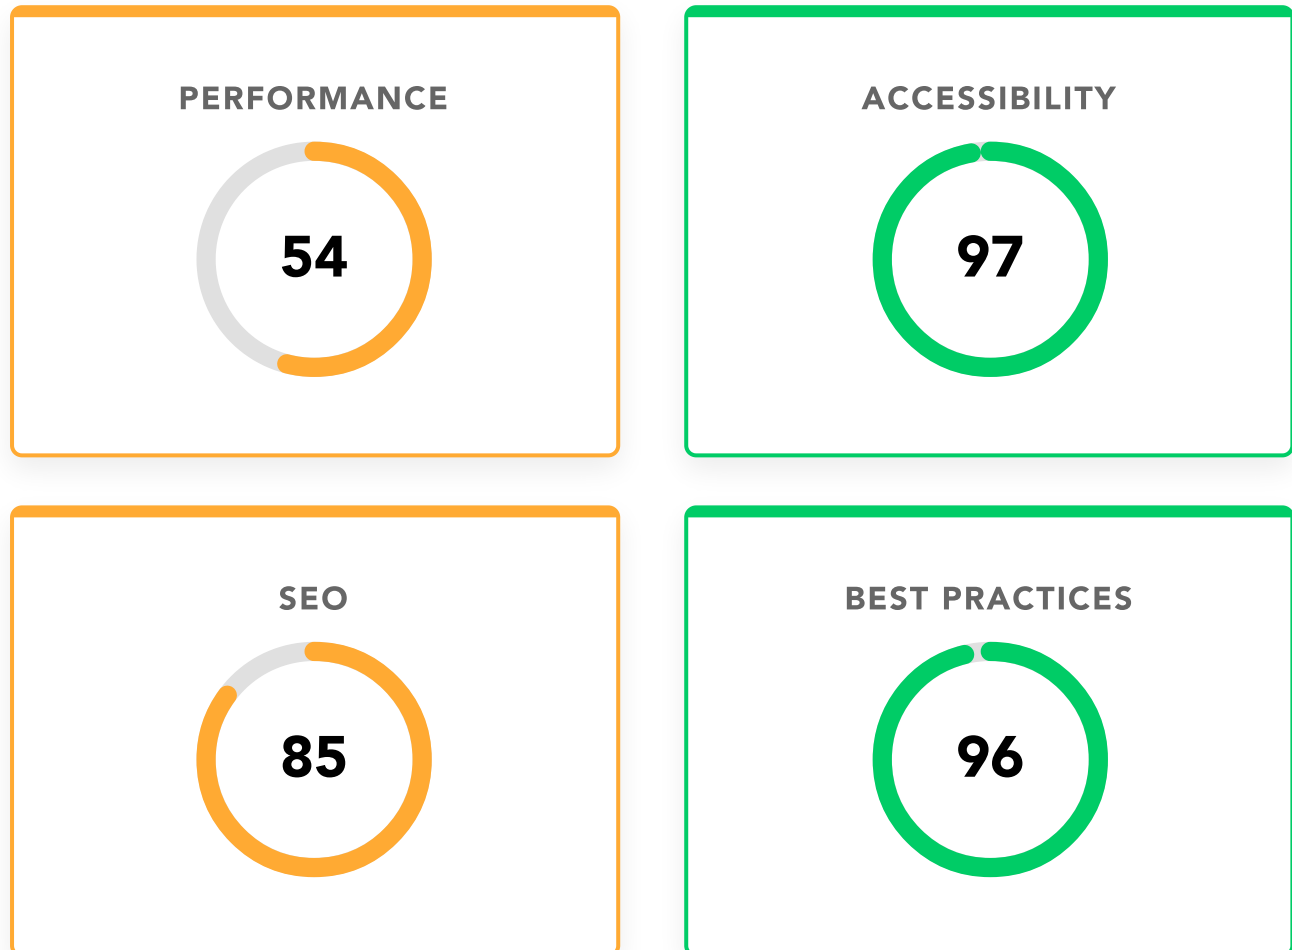 PERFORMANCE
54
ACCESSIBILITY
97
SEO
85
BEST PRACTICES
96